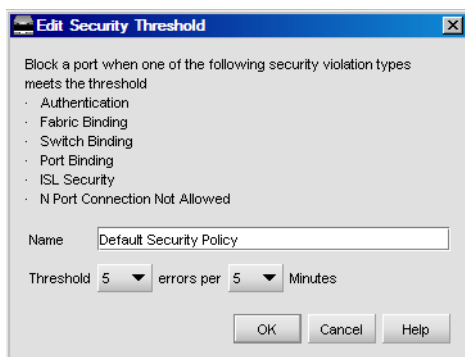 Edit Security Threshold
Block a port when one of the following security violation types
meets the threshold
· Authentication
· Fabric Binding
· Switch Binding
· Port Binding
· ISL Security
· N Port Connection Not Allowed
Name Default Security Policy
Threshold 5 errors per 5 Minutes
OK Cancel Help